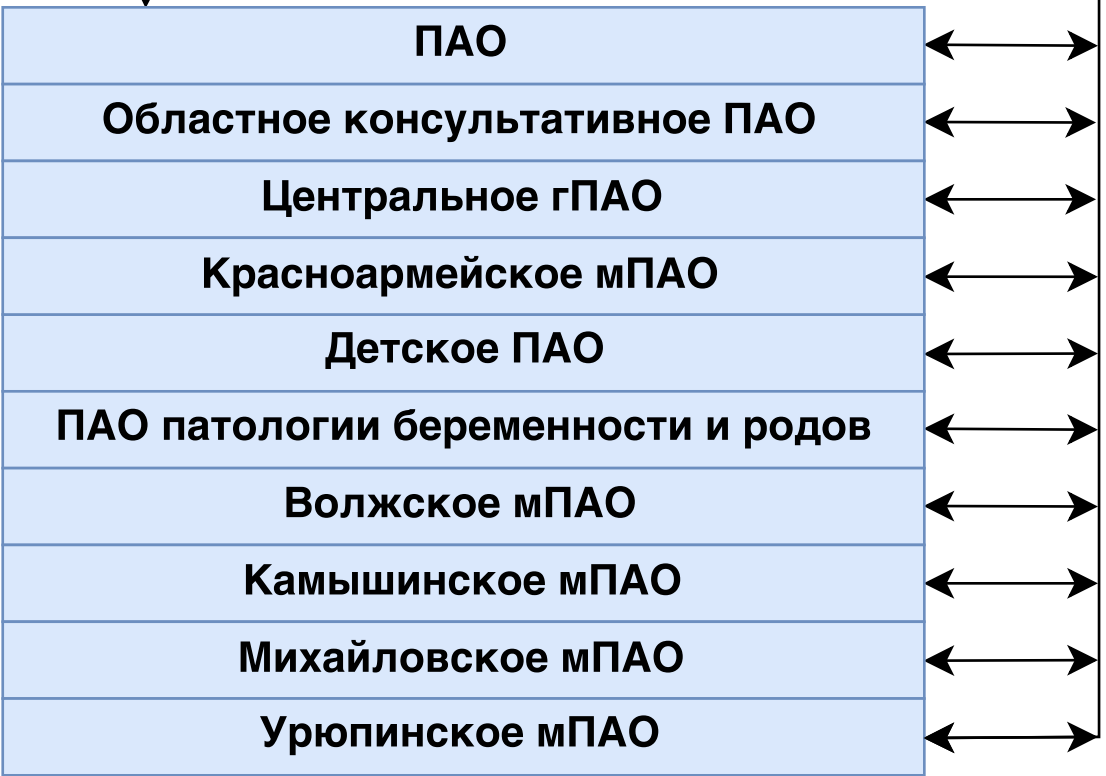 ПАО
Областное консультативное ПАО
Центральное гПАО
Красноармейское мПАО
Детское ПАО
ПАО патологии беременности и родов
Волжское мПАО
Камышинское мПАО
Михайловское мПАО
Урюпинское мПАО